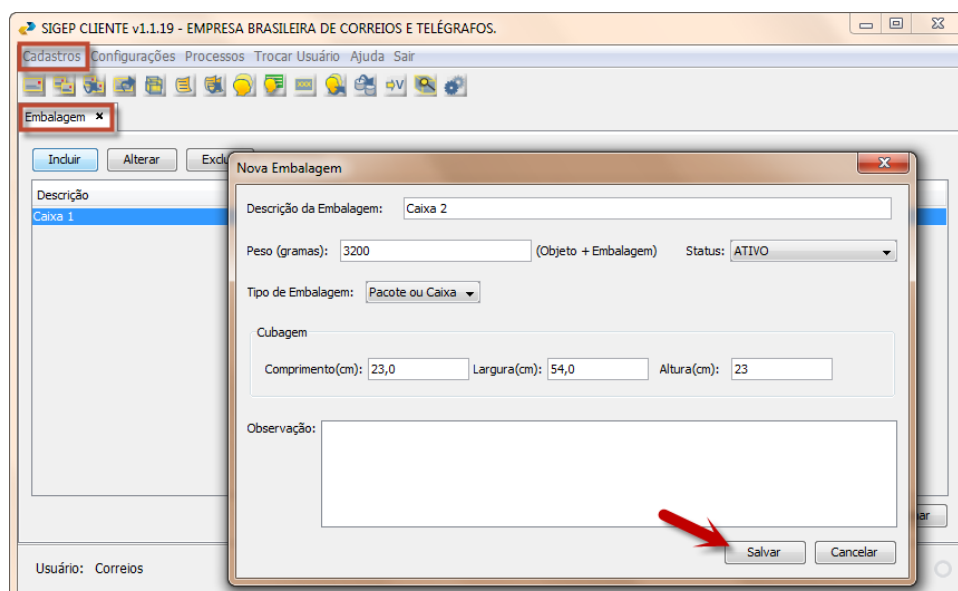 SIGEP CLIENTE v1.1.19 - EMPRESA BRASILEIRA DE CORREIOS E TELÉGRAFOS.
Cadastros Configurações Processos Trocar Usuário Ajuda Sair
Embalagem
Incluir Alterar
Nova Embalagem
Descrição
Caixa 1
Descrição da Embalagem: Caixa 2
Peso (gramas): 3200 (Objeto + Embalagem) Status: ATIVO
Tipo de Embalagem: Pacote ou Caixa
Cubagem
Comprimento(cm): 23,0 Largura(cm): 54,0 Altura(cm): 23
Observação:
Salvar Cancelar
Usuário: Correios